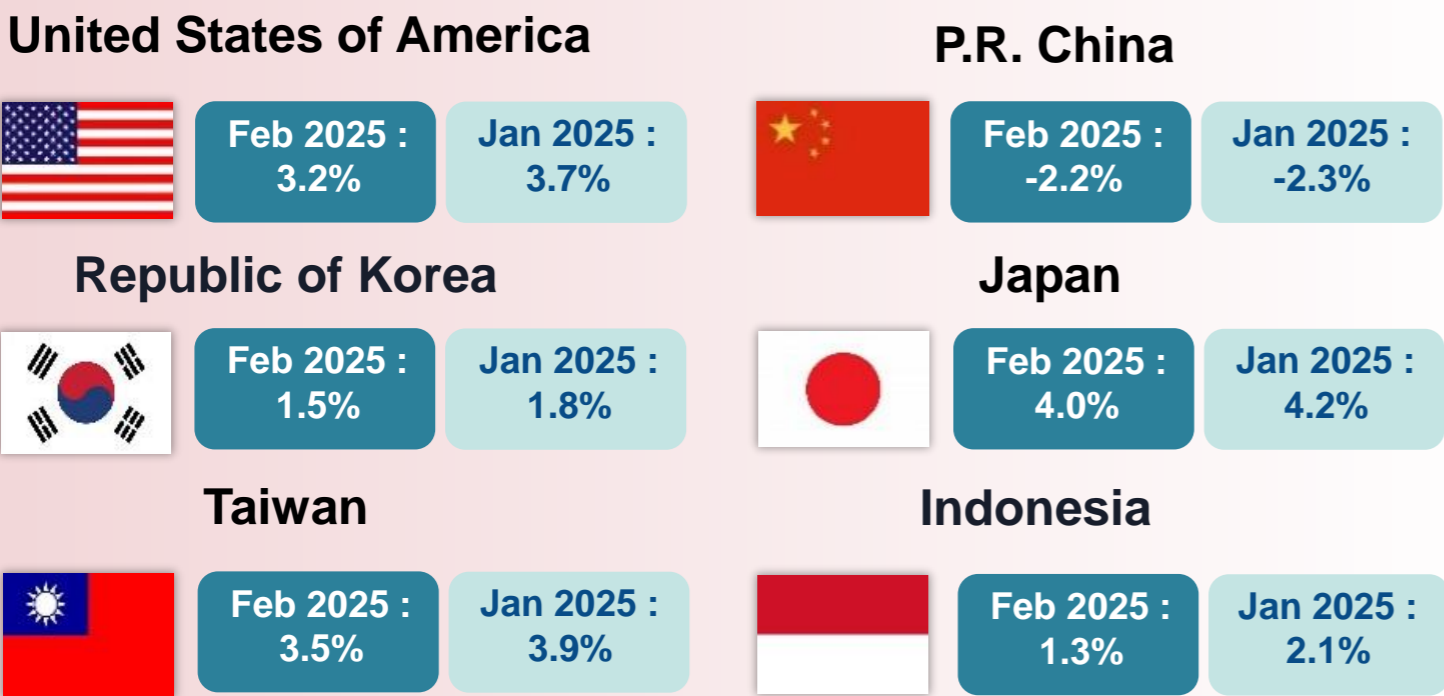 United States of America
P.R. China
Feb 2025 :
3.2%
Jan 2025 :
3.7%
Feb 2025 :
-2.2%
Jan 2025 :
-2.3%
Republic of Korea
Japan
Feb 2025 :
1.5%
Jan 2025 :
1.8%
Feb 2025 :
4.0%
Jan 2025 :
4.2%
Taiwan
Indonesia
Feb 2025 :
3.5%
Jan 2025 :
3.9%
Feb 2025 :
1.3%
Jan 2025 :
2.1%